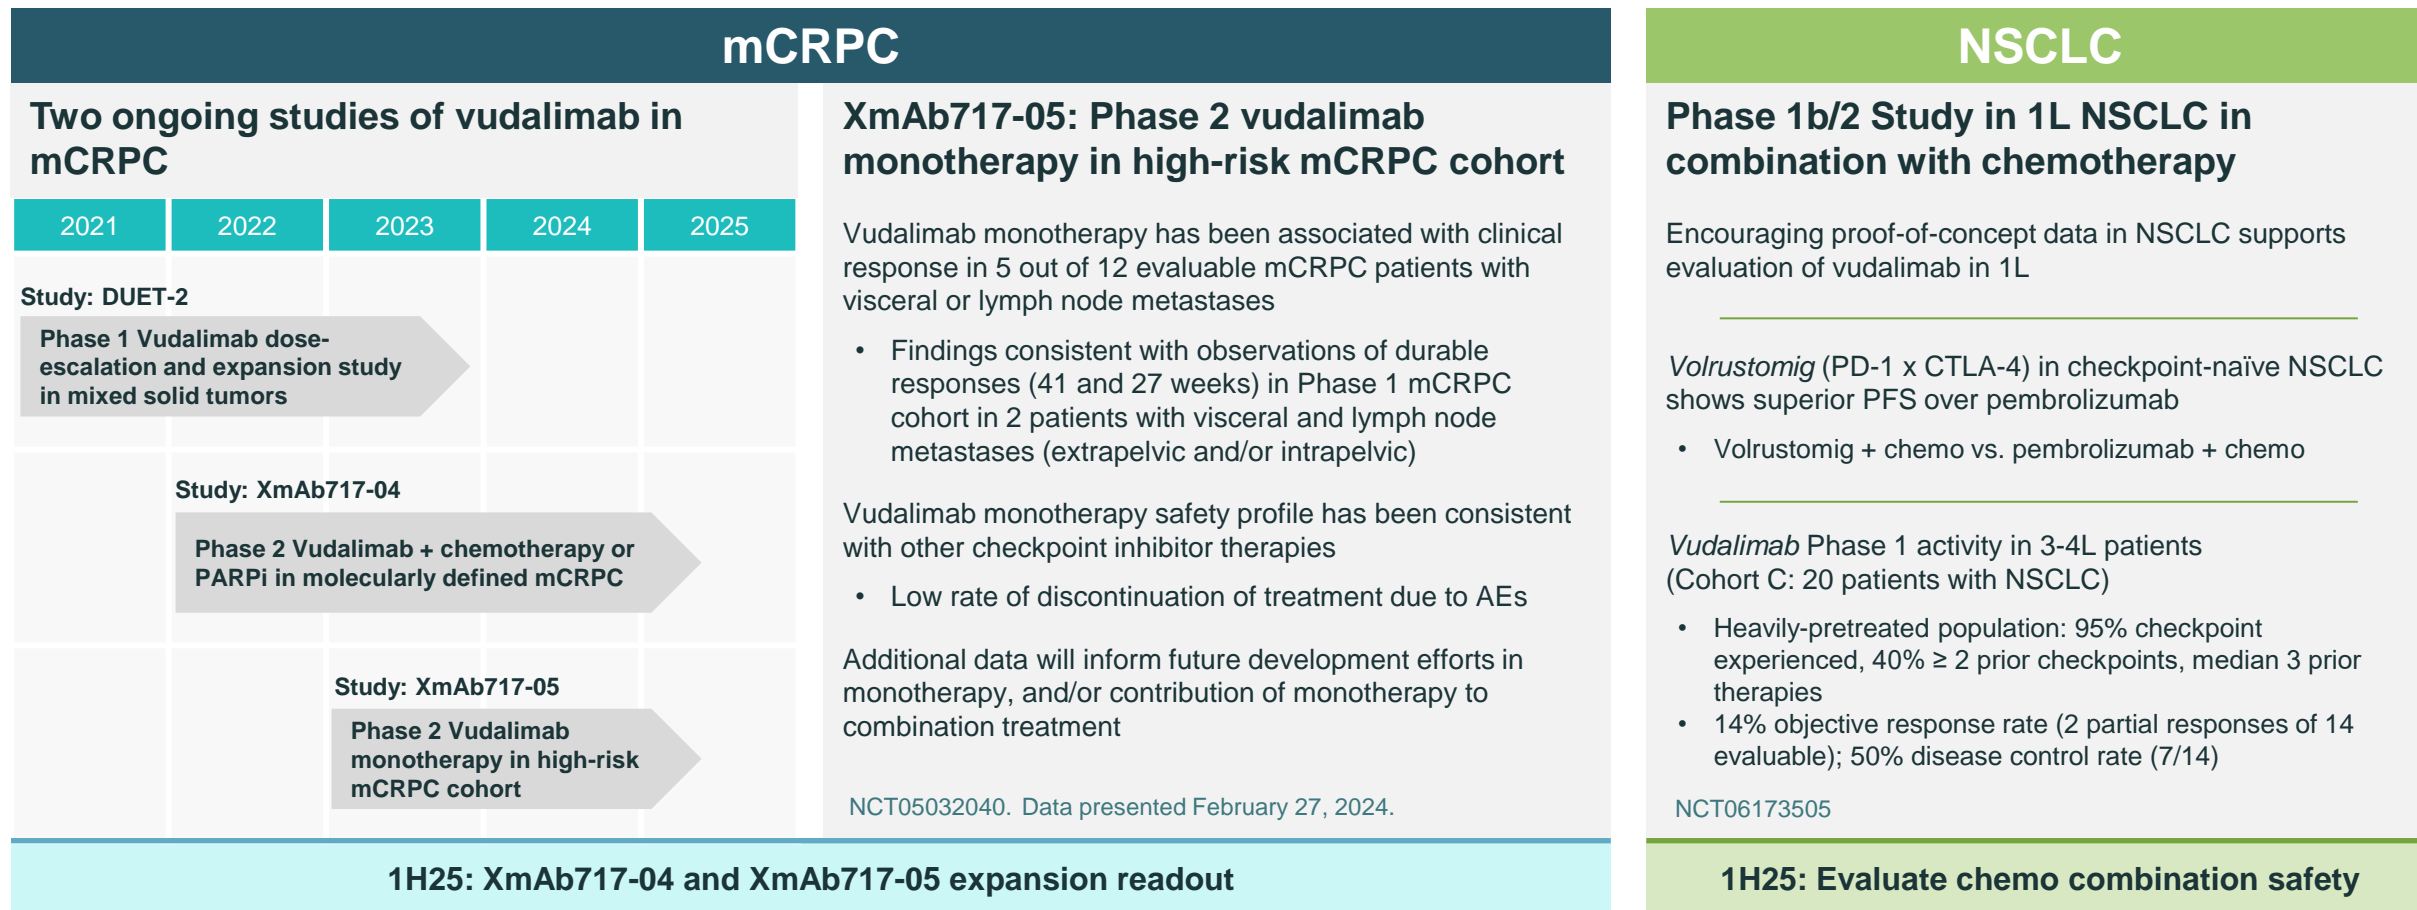 mCRPC
Two ongoing studies of vudalimab in
mCRPC
2021
2022
2023
2024
2025
Study: DUET-2
Phase 1 Vudalimab dose-
escalation and expansion study
in mixed solid tumors
Study: XmAb717-04
Phase 2 Vudalimab + chemotherapy or
PARPi in molecularly defined mCRPC
Study: XmAb717-05
Phase 2 Vudalimab
monotherapy in high-risk
mCRPC cohort
XmAb717-05: Phase 2 vudalimab
monotherapy in high-risk mCRPC cohort
Vudalimab monotherapy has been associated with clinical
response in 5 out of 12 evaluable mCRPC patients with
visceral or lymph node metastases
• Findings consistent with observations of durable
responses (41 and 27 weeks) in Phase 1 mCRPC
cohort in 2 patients with visceral and lymph node
metastases (extrapelvic and/or intrapelvic)
Vudalimab monotherapy safety profile has been consistent
with other checkpoint inhibitor therapies
• Low rate of discontinuation of treatment due to AEs
Additional data will inform future development efforts in
monotherapy, and/or contribution of monotherapy to
combination treatment
NCT05032040. Data presented February 27, 2024.
1H25: XmAb717-04 and XmAb717-05 expansion readout
NSCLC
Phase 1b/2 Study in 1L NSCLC in
combination with chemotherapy
Encouraging proof-of-concept data in NSCLC supports
evaluation of vudalimab in 1L
Volrustomig (PD-1 x CTLA-4) in checkpoint-naïve NSCLC
shows superior PFS over pembrolizumab
• Volrustomig + chemo vs. pembrolizumab + chemo
Vudalimab Phase 1 activity in 3-4L patients
(Cohort C: 20 patients with NSCLC)
• Heavily-pretreated population: 95% checkpoint
experienced, 40% ≥ 2 prior checkpoints, median 3 prior
therapies
• 14% objective response rate (2 partial responses of 14
evaluable); 50% disease control rate (7/14)
NCT06173505
1H25: Evaluate chemo combination safety